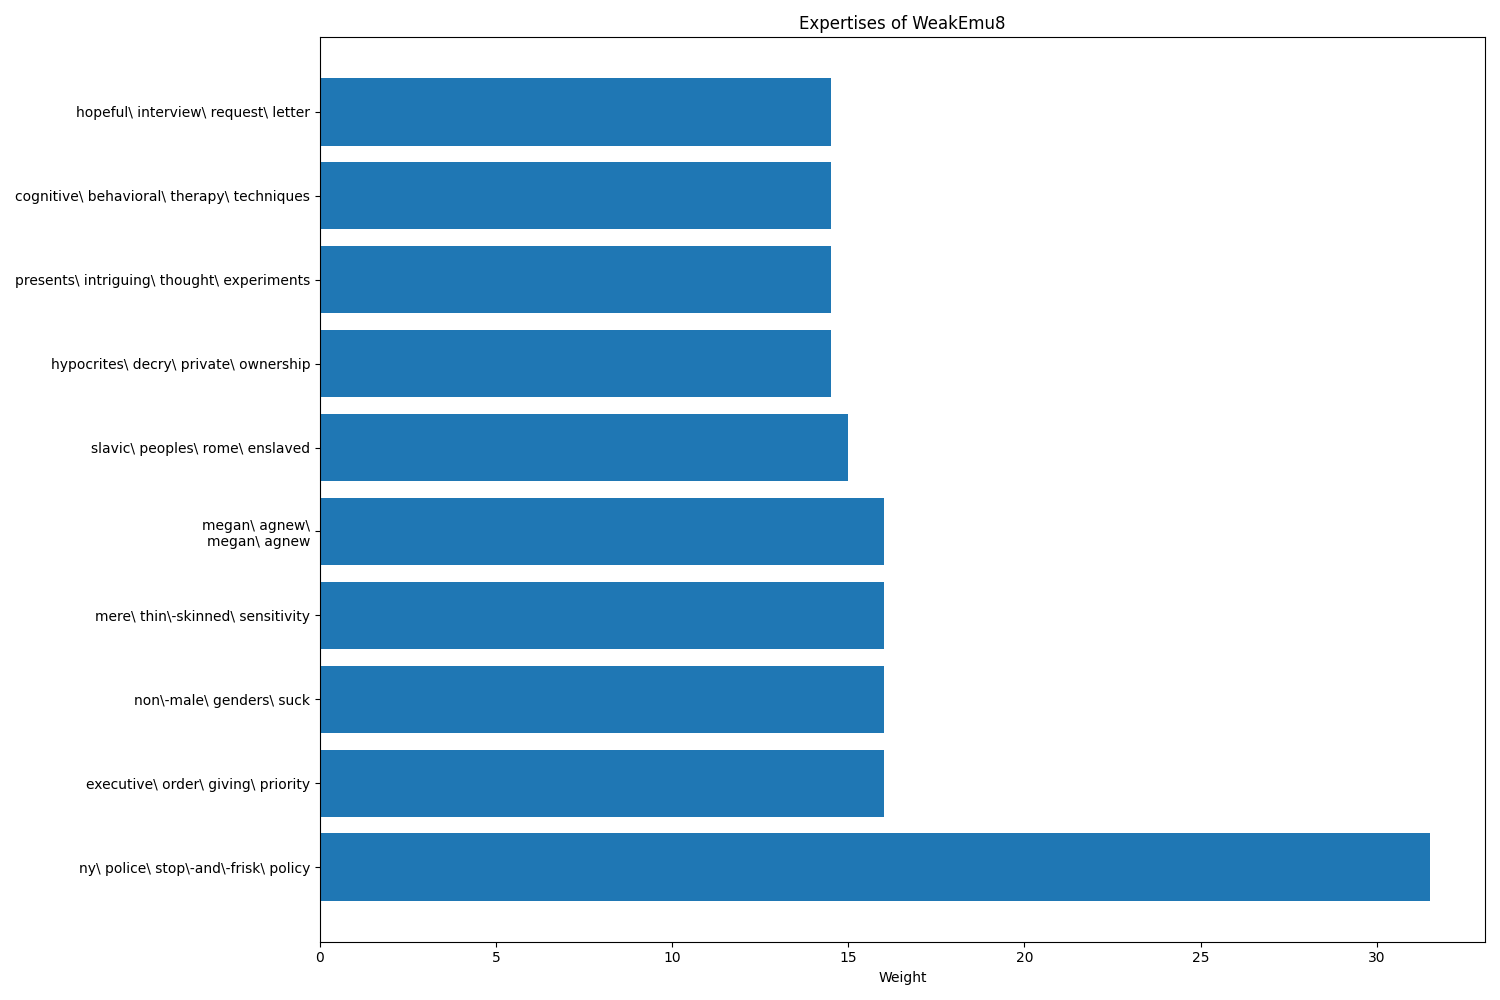 Expertises of WeakEmu8
hopeful\ interview\ request\ letter
cognitive\ behavioral\ therapy\ techniques
presents\ intriguing\ thought\ experiments
hypocrites\ decry\ private\ ownership
slavic\ peoples\ rome\ enslaved
megan\ agnew\
megan\ agnew
mere\ thin\-skinned\ sensitivity
non\-male\ genders\ suck
executive\ order\ giving\ priority
ny\ police\ stop\-and\-frisk\ policy
0 5 10 15 20 25 30
Weight